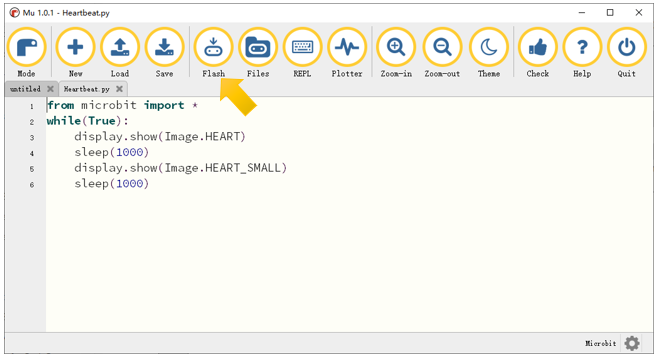 Mu 1.0.1 - Heartbeat.py
Mode New Load Save Flash Files REPL Plotter Zoom-in Zoom-out Theme Check Help Quit
untitled Heartbeat.py
1 from microbit import *
2 while(True):
3     display.show(Image.HEART)
4     sleep(1000)
5     display.show(Image.HEART_SMALL)
6     sleep(1000)
Microbit